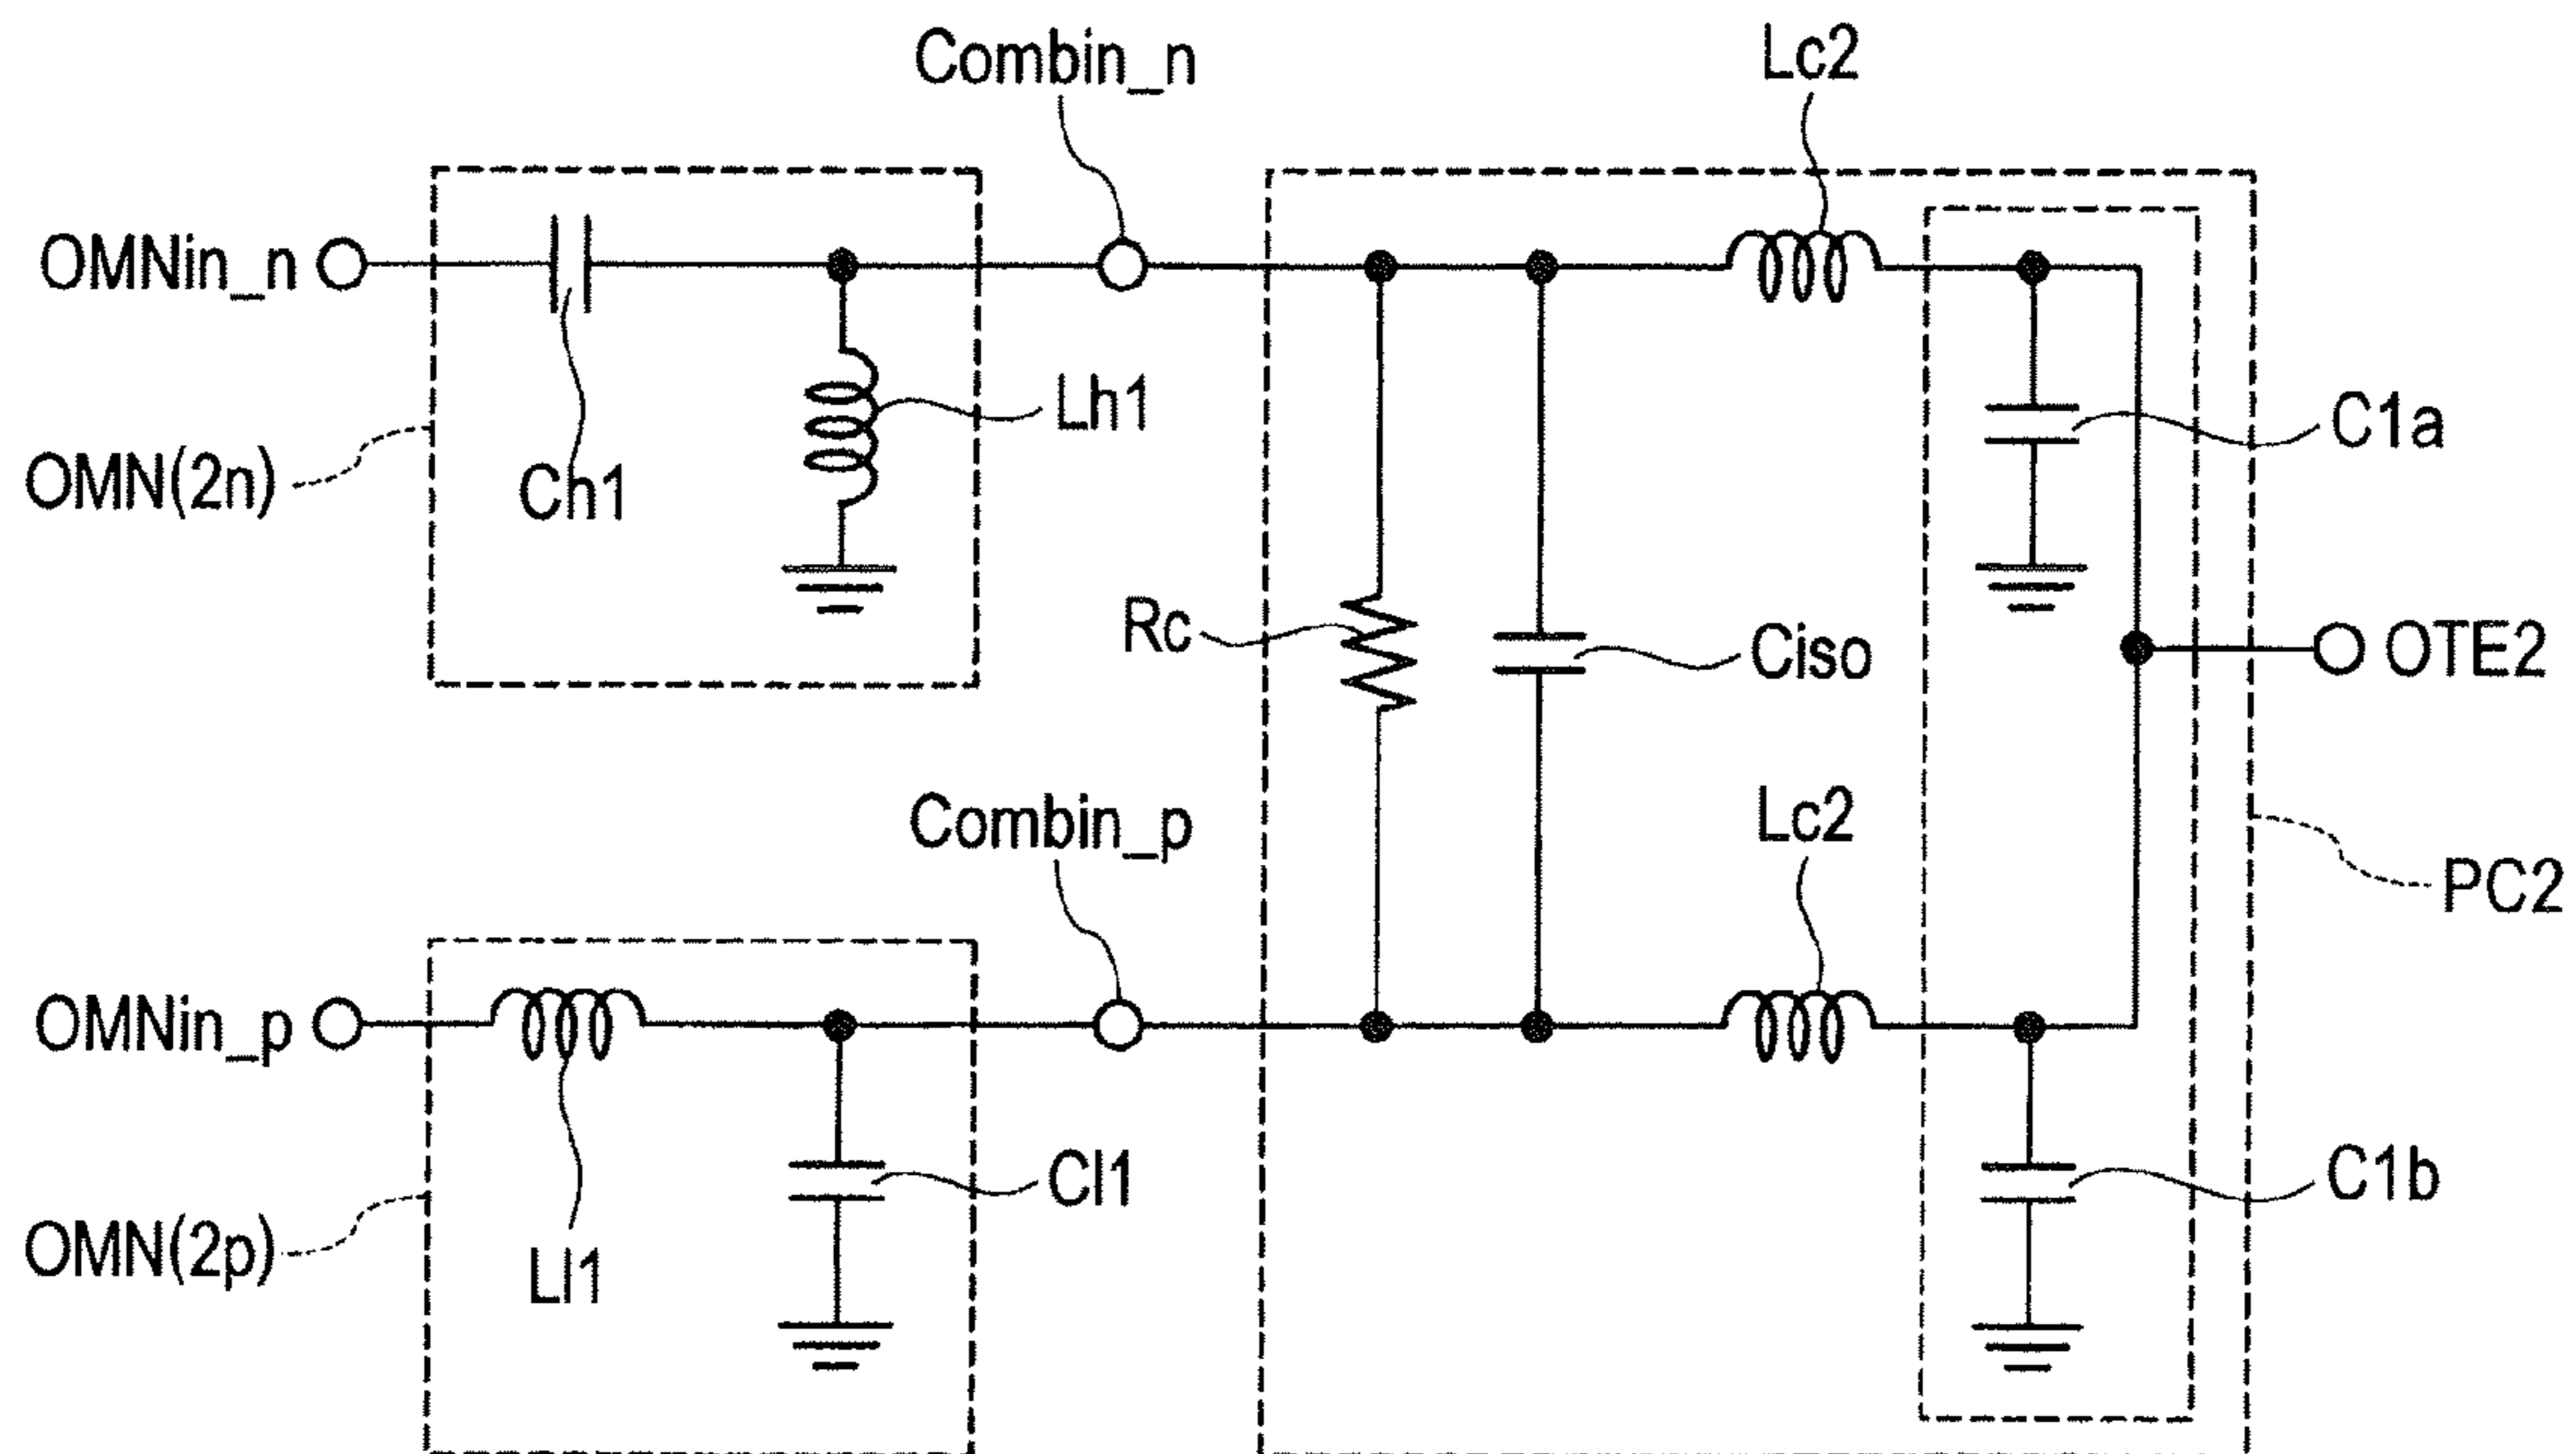 Combin_n
Lc2
OMNin_n
Lh1
Ch1
OMN(2n)
C1a
Rc
Ciso
OTE2
Combin_p
Lc2
PC2
OMNin_p
Cl1
C1b
OMN(2p)
Ll1